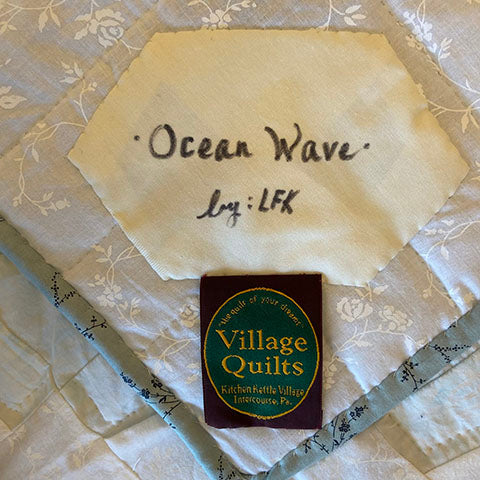 ·Ocean Wave·
by: LFK
"the quilt of your dreams"
Village
Quilts
Kitchen Kettle Village
Intercourse, Pa.